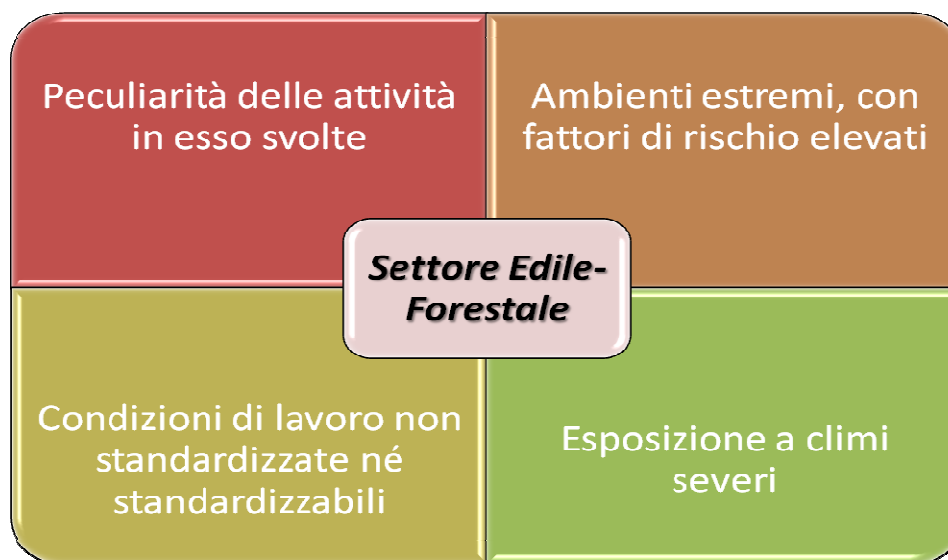 Peculiarità delle attività
in esso svolte
Ambienti estremi, con
fattori di rischio elevati
Settore Edile-
Forestale
Condizioni di lavoro non
standardizzate né
standardizzabili
Esposizione a climi
severi